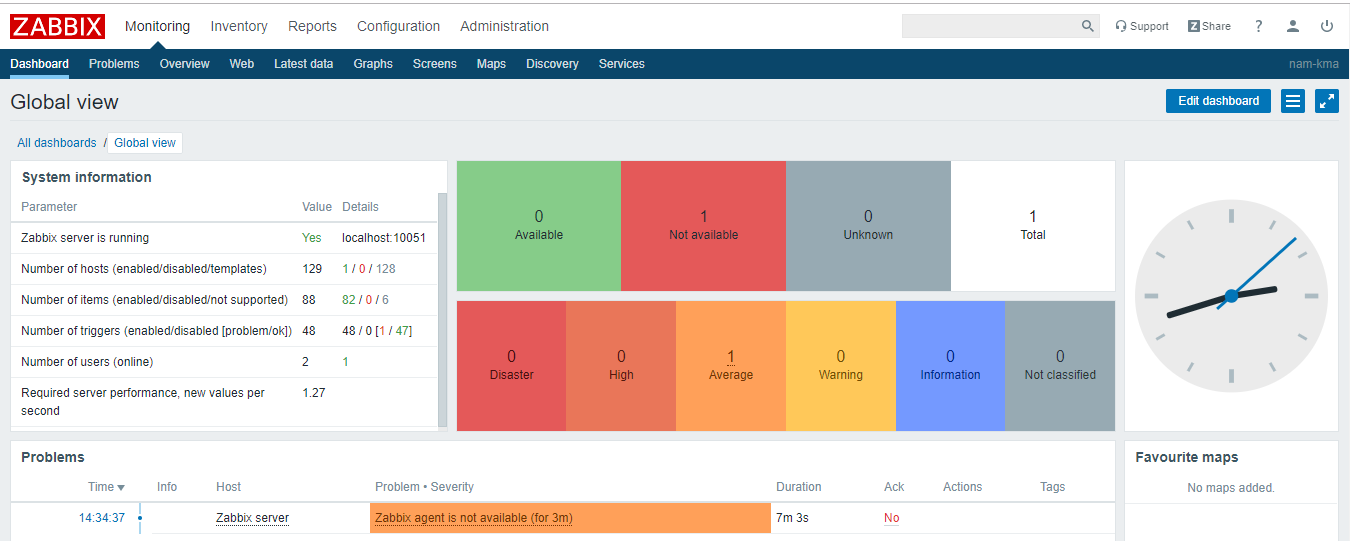 ZABBIX Monitoring Inventory Reports Configuration Administration Support Z Share ?
Dashboard Problems Overview Web Latest data Graphs Screens Maps Discovery Services nam-kma
Global view Edit dashboard
All dashboards / Global view
System information
Parameter Value Details
Zabbix server is running Yes localhost:10051
Number of hosts (enabled/disabled/templates) 129 1 / 0 / 128
Number of items (enabled/disabled/not supported) 88 82 / 0 / 6
Number of triggers (enabled/disabled [problem/ok]) 48 48 / 0 [1 / 47]
Number of users (online) 2 1
Required server performance, new values per 1.27
second
0 1 0 1
Available Not available Unknown Total
0 0 1 0 0 0
Disaster High Average Warning Information Not classified
Problems
Time Info Host Problem • Severity Duration Ack Actions Tags
14:34:37 Zabbix server Zabbix agent is not available (for 3m) 7m 3s No
Favourite maps
No maps added.